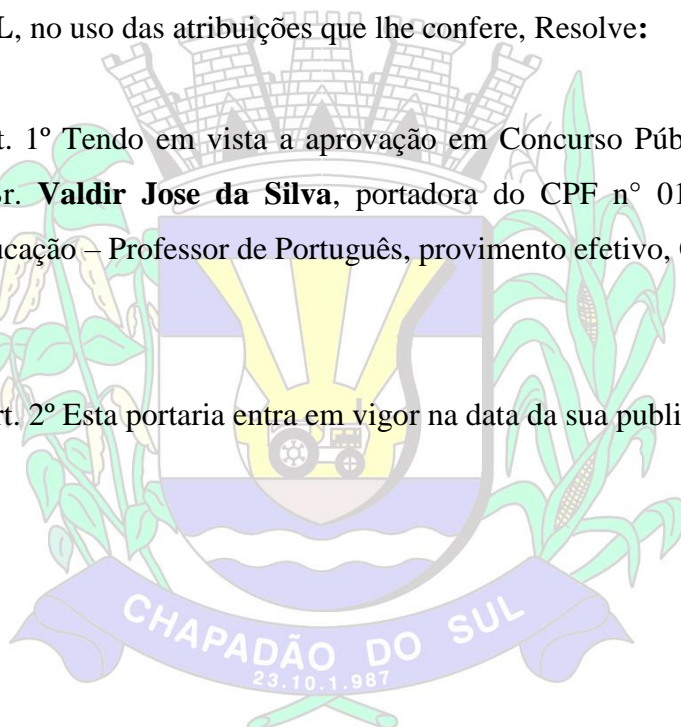 L, no uso das atribuições que lhe confere, Resolve:
t. 1º Tendo em vista a aprovação em Concurso Púb
Sr. Valdir Jose da Silva, portadora do CPF n° 01
ucação – Professor de Português, provimento efetivo,
rt. 2º Esta portaria entra em vigor na data da sua publi
CHAPADÃO DO SUL
23.10.1.987